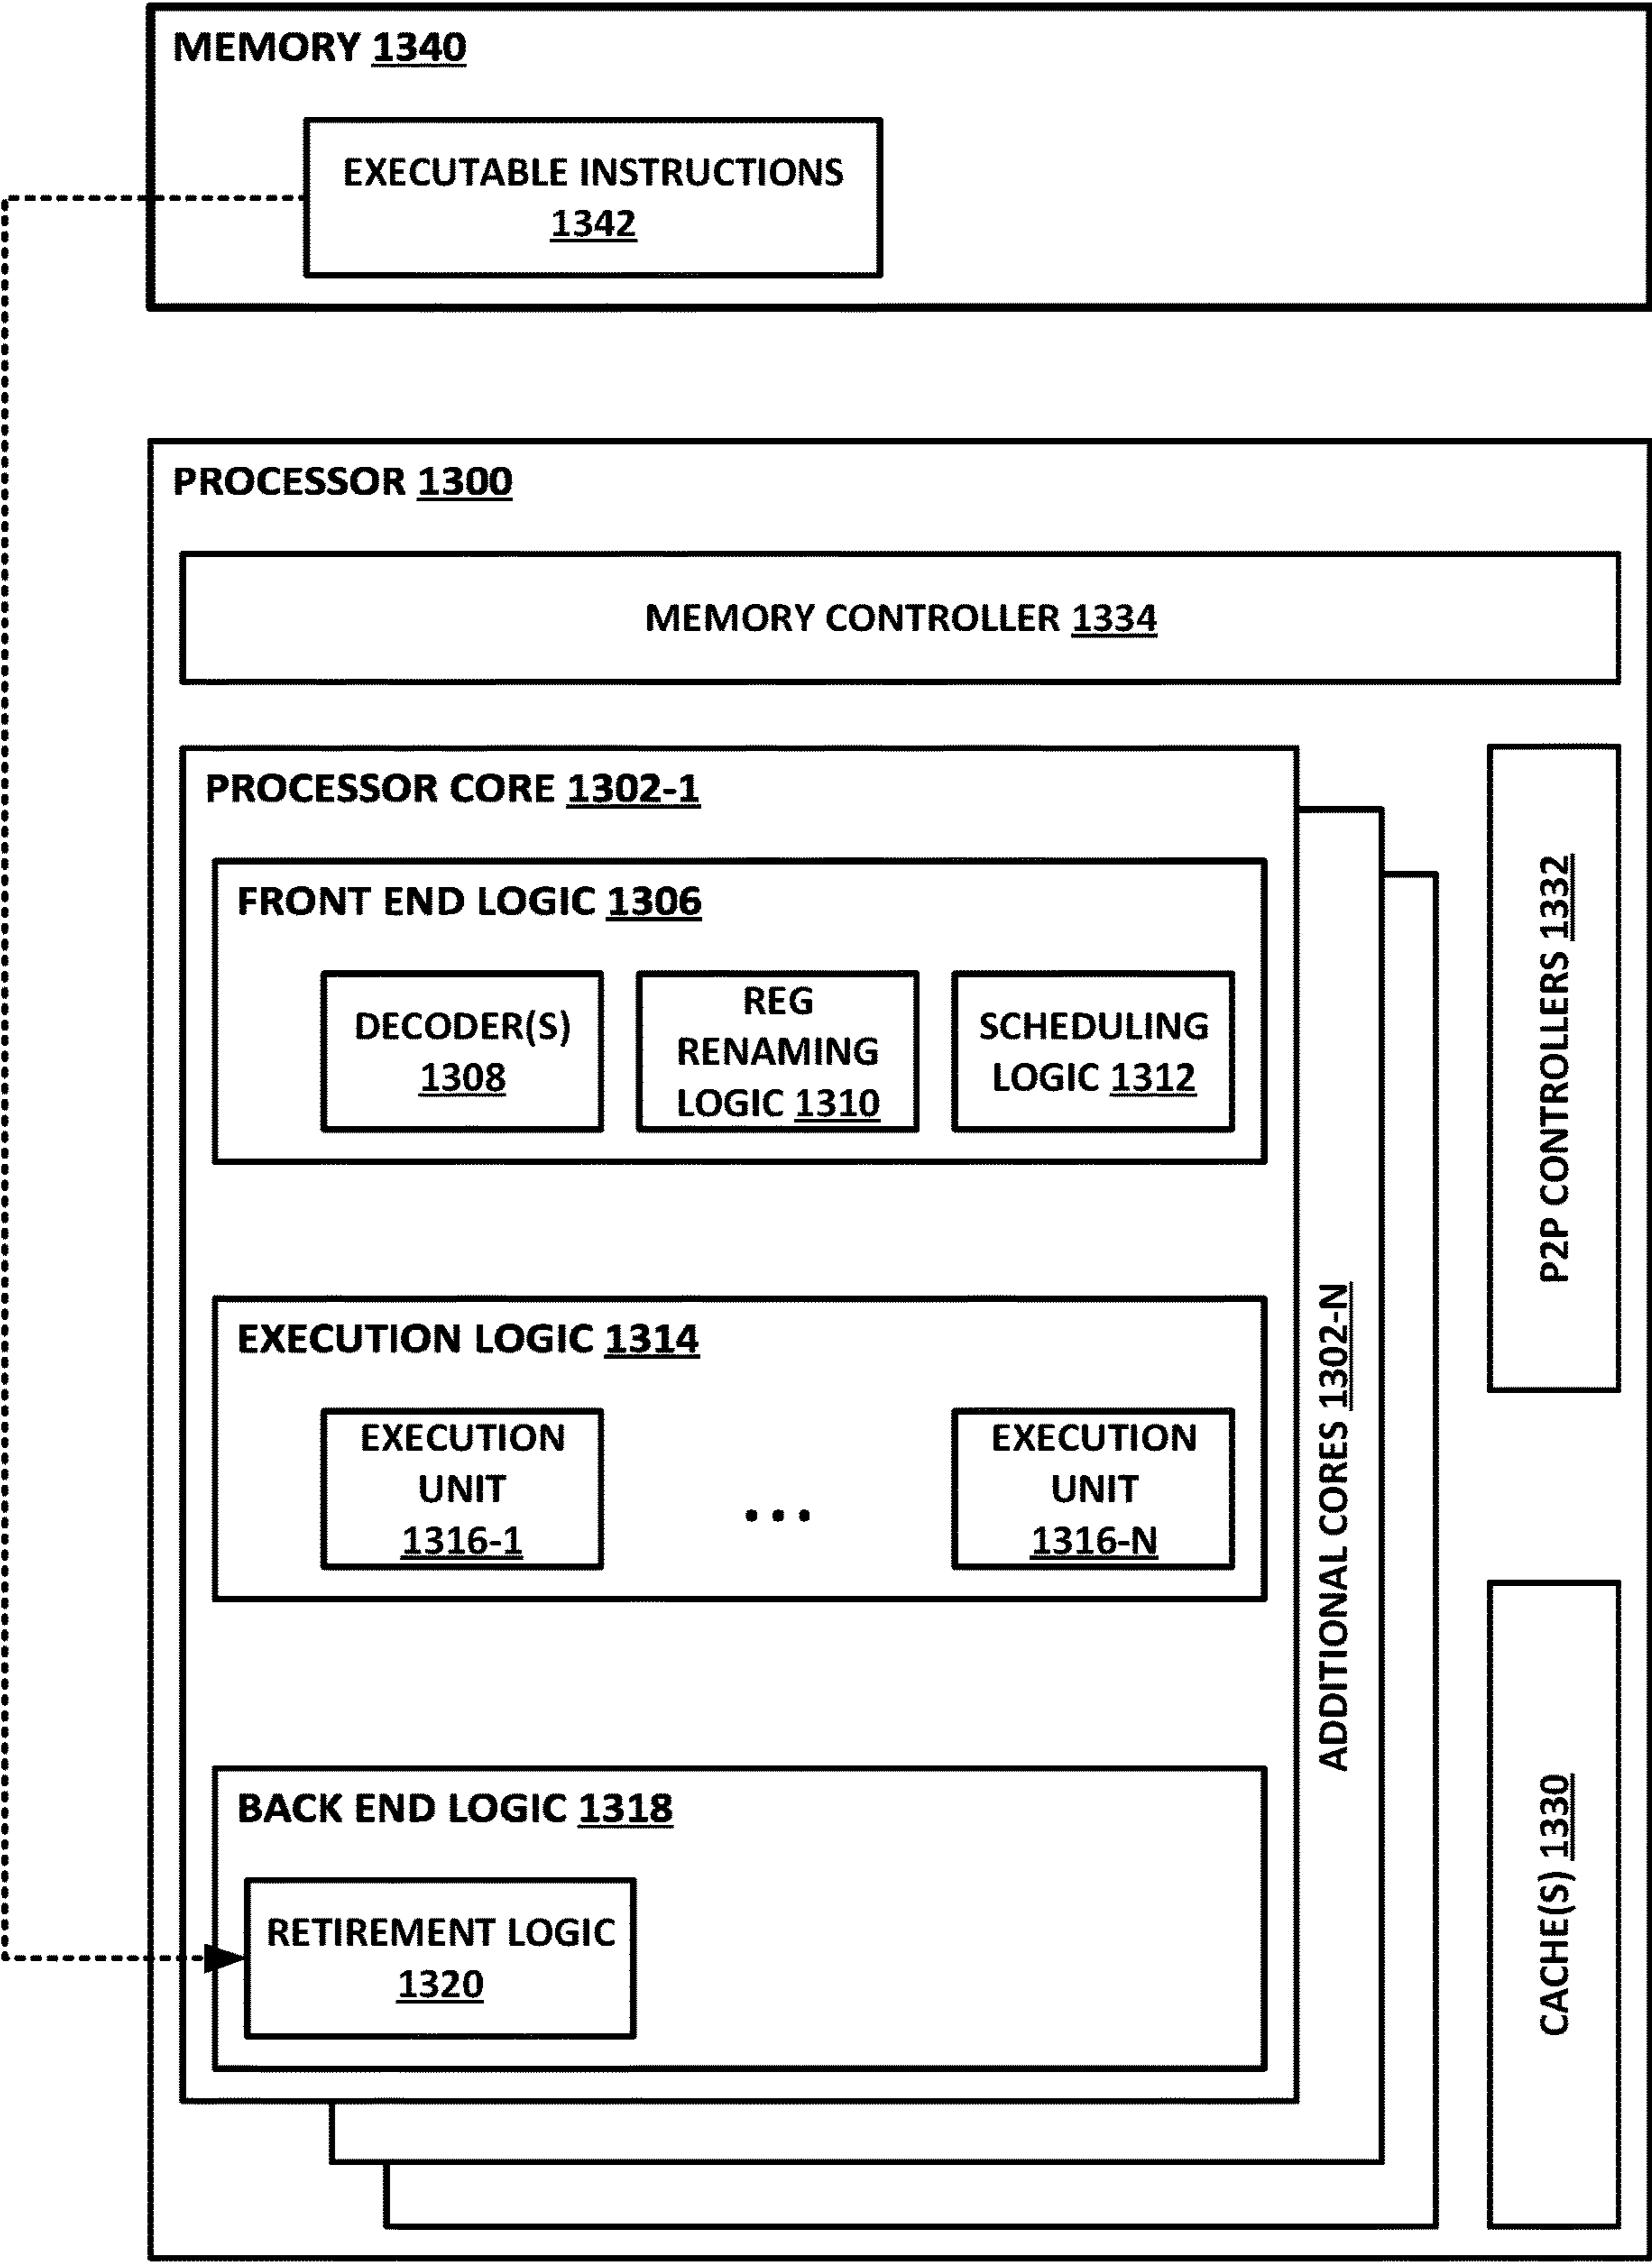 MEMORY 1340
EXECUTABLE INSTRUCTIONS
1342
PROCESSOR 1300
MEMORY CONTROLLER 1334
PROCESSOR CORE 1302-1
FRONT END LOGIC 1306
DECODER(S)
1308
REG
RENAMING
LOGIC 1310
SCHEDULING
LOGIC 1312
EXECUTION LOGIC 1314
EXECUTION
UNIT
1316-1
...
EXECUTION
UNIT
1316-N
BACK END LOGIC 1318
RETIREMENT LOGIC
1320
ADDITIONAL CORES 1302-N
P2P CONTROLLERS 1332
CACHE(S) 1330